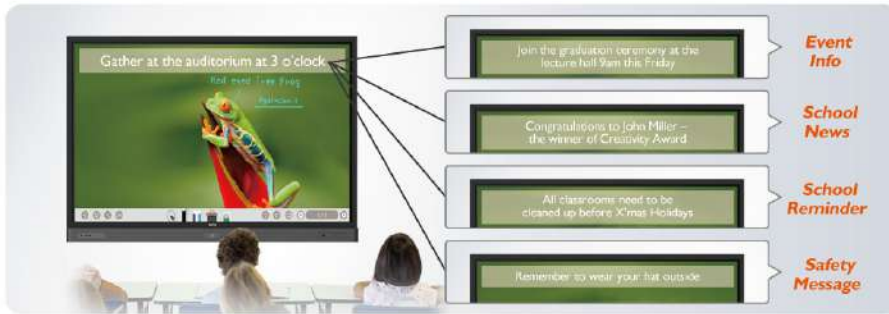 Gather at the auditorium at 3 o'clock
Red eyed Tree Frog
Join the graduation ceremony at the
lecture hall 9am this Friday
Event
Info
Congratulations to John Miller –
the winner of Creativity Award
School
News
All classrooms need to be
cleaned up before X'mas Holidays
School
Reminder
Remember to wear your hat outside
Safety
Message